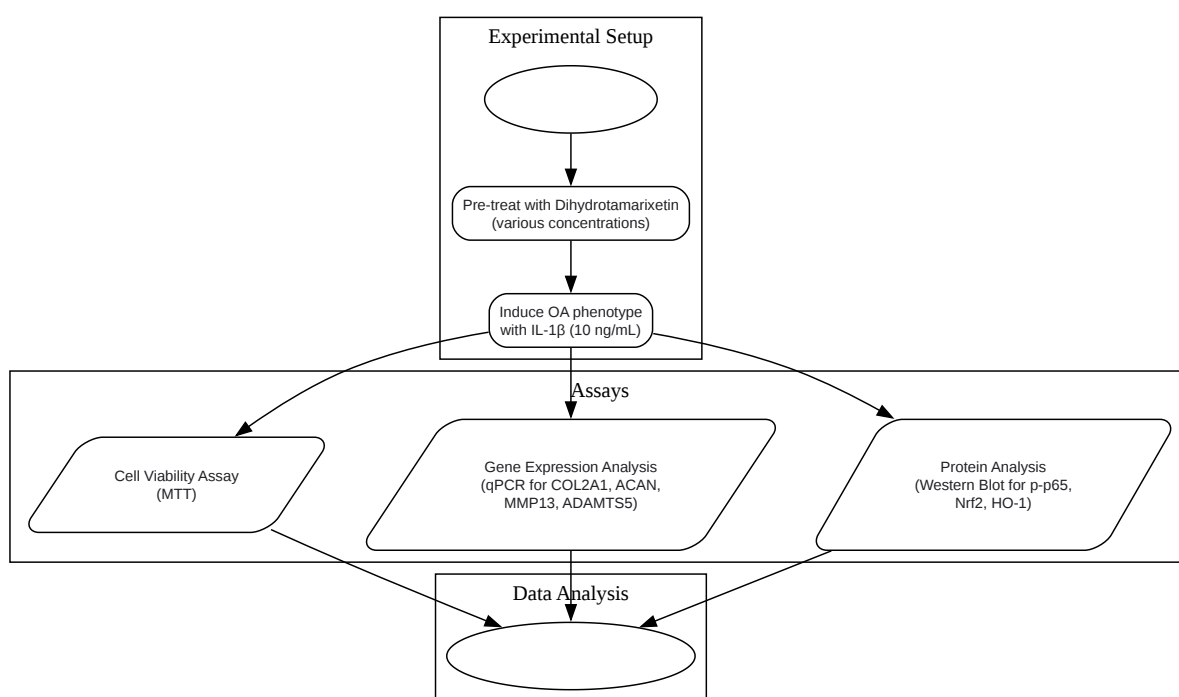 Experimental Setup
Pre-treat with Dihydrotamarixetin
(various concentrations)
Induce OA phenotype
with IL-1β (10 ng/mL)
Assays
Cell Viability Assay
(MTT)
Gene Expression Analysis
(qPCR for COL2A1, ACAN,
MMP13, ADAMTS5)
Protein Analysis
(Western Blot for p-p65,
Nrf2, HO-1)
Data Analysis